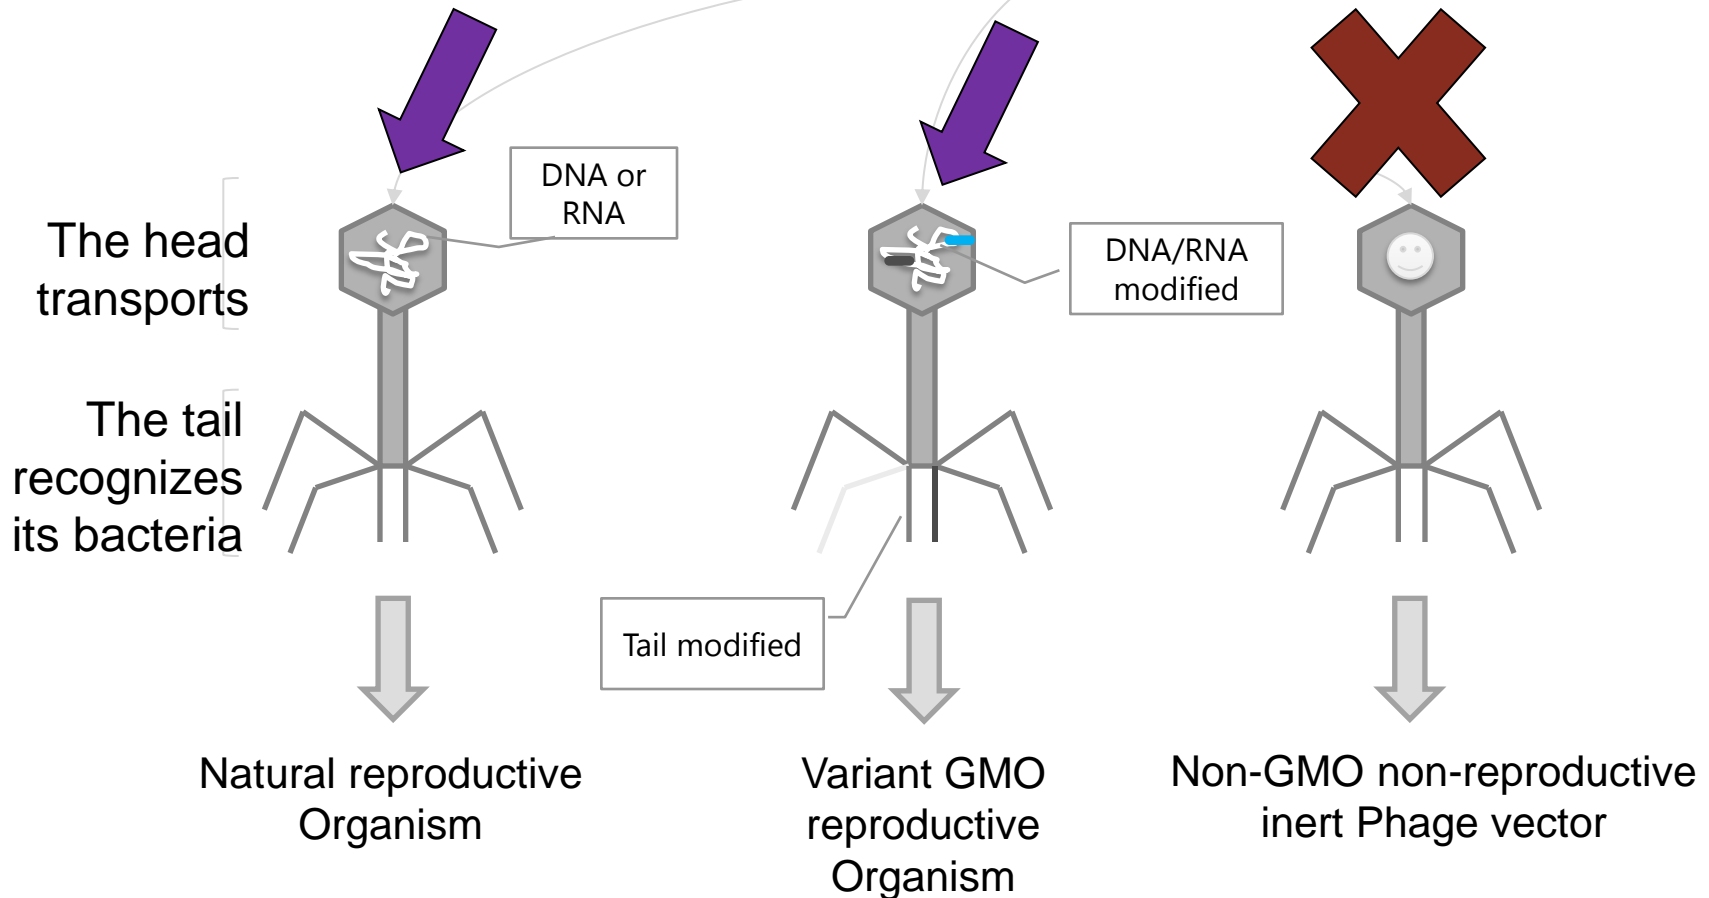 DNA or
RNA
The head
transports
DNA/RNA
modified
The tail
recognizes
its bacteria
Tail modified
Natural reproductive
Organism
Variant GMO
reproductive
Organism
Non-GMO non-reproductive
inert Phage vector